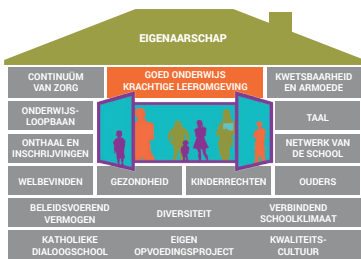 EIGENAARSCHAP
CONTINUÜM
VAN ZORG
GOED ONDERWIJS
KRACHTIGE LEEROMGEVING
KWETSBAARHEID
EN ARMOEDE
ONDERWIJS-
LOOPBAAN
TAAL
ONTHAAL EN
INSCHRIJVINGEN
NETWERK VAN
DE SCHOOL
WELBEVINDEN
GEZONDHEID
KINDERRECHTEN
OUDERS
BELEIDSVOEREND
VERMOGEN
DIVERSITEIT
VERBINDEND
SCHOOLKLIMAAT
KATHOLIEKE
DIALOOGSCHOOL
EIGEN
OPVOEDINGSPROJECT
KWALITEITS-
CULTUUR